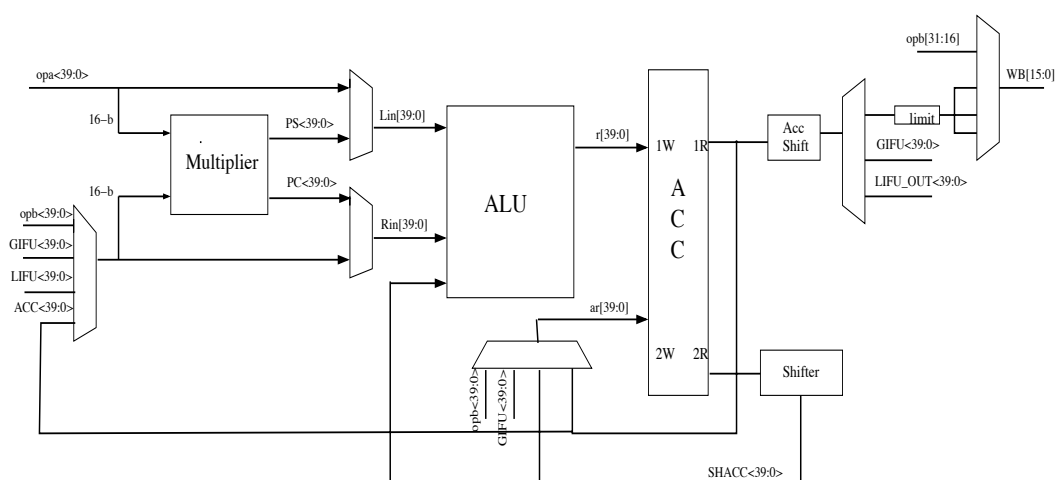 opa<39:0>
16-b
Multiplier
PS<39:0>
PC<39:0>
16-b
opb<39:0>
GIFU<39:0>
LIFU<39:0>
ACC<39:0>
Lin[39:0]
Rin[39:0]
ALU
r[39:0]
ar[39:0]
opb<39:0>
GIFU<39:0>
1W 1R
A
C
C
2W 2R
Acc
Shift
Shifter
SHACC<39:0>
opb[31:16]
WB[15:0]
limit
GIFU<39:0>
LIFU_OUT<39:0>